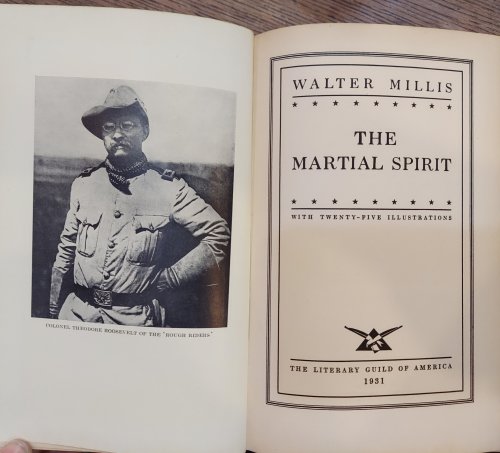 COLONEL THEODORE ROOSEVELT OF THE "ROUGH RIDERS"
WALTER MILLIS
THE
MARTIAL SPIRIT
WITH TWENTY-FIVE ILLUSTRATIONS
THE LITERARY GUILD OF AMERICA
1931